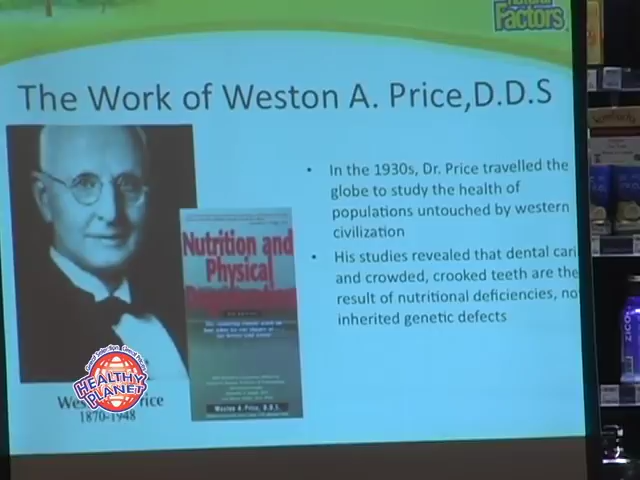 Natural
Factors
The Work of Weston A. Price,D.D.S
In the 1930s, Dr. Price travelled the
globe to study the health of
populations untouched by western
civilization
His studies revealed that dental cari
and crowded, crooked teeth are the
result of nutritional deficiencies, no
inherited genetic defects
Nutrition and
Physical
Weston A. Price, D.D.S.
HEALTHY
PLANET
Wes rice
1870-1948
ZICO